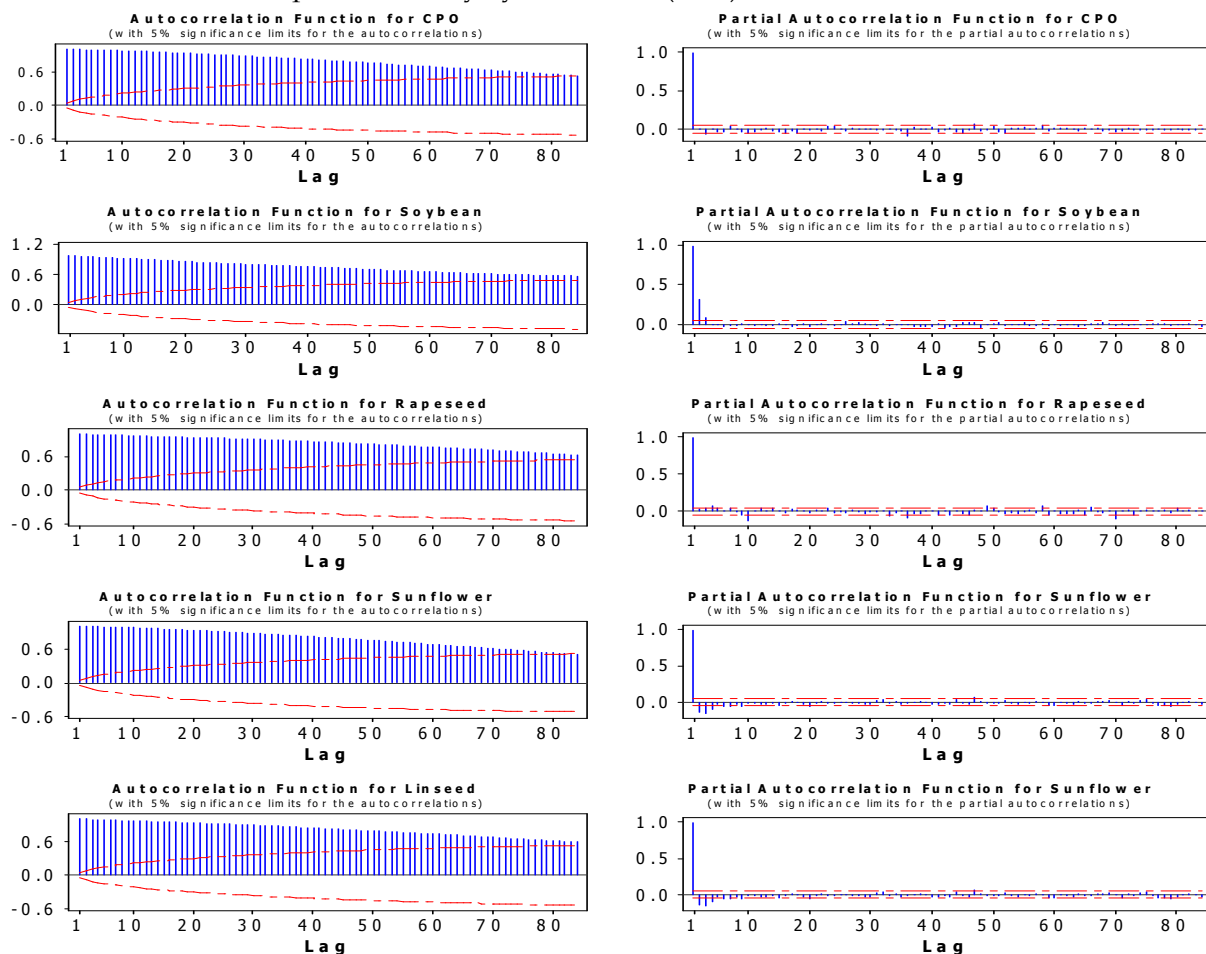 Autocorrelation Function for CPO
(with 5% significance limits for the autocorrelations)
0.6
0.0
-0.6
1 10 20 30 40 50 60 70 80
Lag
Partial Autocorrelation Function for CPO
(with 5% significance limits for the partial autocorrelations)
1.0
0.5
0.0
1 10 20 30 40 50 60 70 80
Lag
Autocorrelation Function for Soybean
(with 5% significance limits for the autocorrelations)
1.2
0.6
0.0
1 10 20 30 40 50 60 70 80
Lag
Partial Autocorrelation Function for Soybean
(with 5% significance limits for the partial autocorrelations)
1.0
0.5
0.0
1 10 20 30 40 50 60 70 80
Lag
Autocorrelation Function for Rapeseed
(with 5% significance limits for the autocorrelations)
0.6
0.0
-0.6
1 10 20 30 40 50 60 70 80
Lag
Partial Autocorrelation Function for Rapeseed
(with 5% significance limits for the partial autocorrelations)
1.0
0.5
0.0
1 10 20 30 40 50 60 70 80
Lag
Autocorrelation Function for Sunflower
(with 5% significance limits for the autocorrelations)
0.6
0.0
-0.6
1 10 20 30 40 50 60 70 80
Lag
Partial Autocorrelation Function for Sunflower
(with 5% significance limits for the partial autocorrelations)
1.0
0.5
0.0
1 10 20 30 40 50 60 70 80
Lag
Autocorrelation Function for Linseed
(with 5% significance limits for the autocorrelations)
0.6
0.0
-0.6
1 10 20 30 40 50 60 70 80
Lag
Partial Autocorrelation Function for Sunflower
(with 5% significance limits for the partial autocorrelations)
1.0
0.5
0.0
1 10 20 30 40 50 60 70 80
Lag